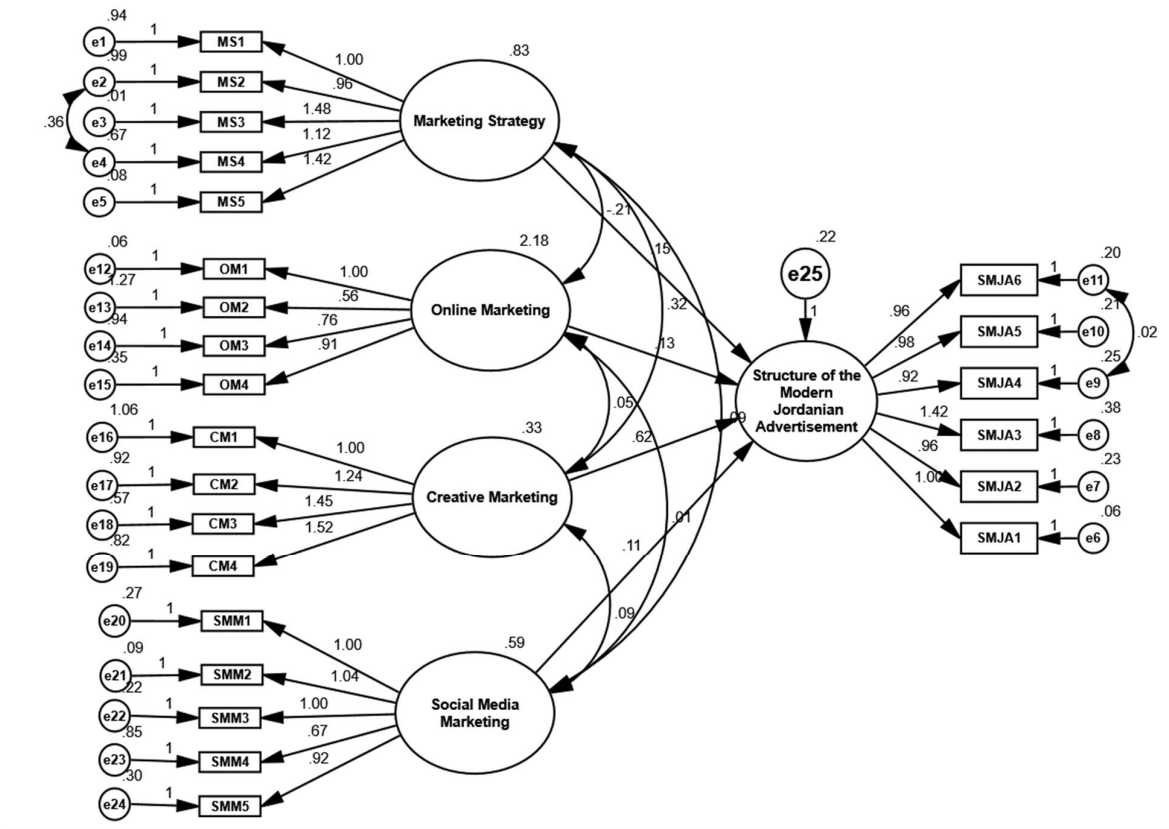 .94
e1
1
MS1
.99
e2
1
MS2
.01
e3
1
MS3
.67
e4
1
MS4
.08
e5
1
MS5
.36
1.00
.96
1.48
1.12
1.42
.83
Marketing Strategy
.06
e12
1
OM1
1.27
e13
1
OM2
.94
e14
1
OM3
.35
e15
1
OM4
1.00
.56
.76
.91
2.18
Online Marketing
1.06
e16
1
CM1
.92
e17
1
CM2
.57
e18
1
CM3
.82
e19
1
CM4
1.00
1.24
1.45
1.52
.33
Creative Marketing
.27
e20
1
SMM1
.09
e21
1
SMM2
.22
e22
1
SMM3
.85
e23
1
SMM4
.30
e24
1
SMM5
1.00
1.04
1.00
.67
.92
.59
Social Media
Marketing
-.21
.15
.32
.13
.05
.09
.62
.01
.11
.09
.22
e25
1
Structure of the
Modern
Jordanian
Advertisement
.96
.98
.92
1.42
.96
1.00
SMJA6
1
e11
.20
SMJA5
1
e10
.21
SMJA4
1
e9
.25
SMJA3
1
e8
.38
SMJA2
1
e7
.23
SMJA1
1
e6
.06
.02